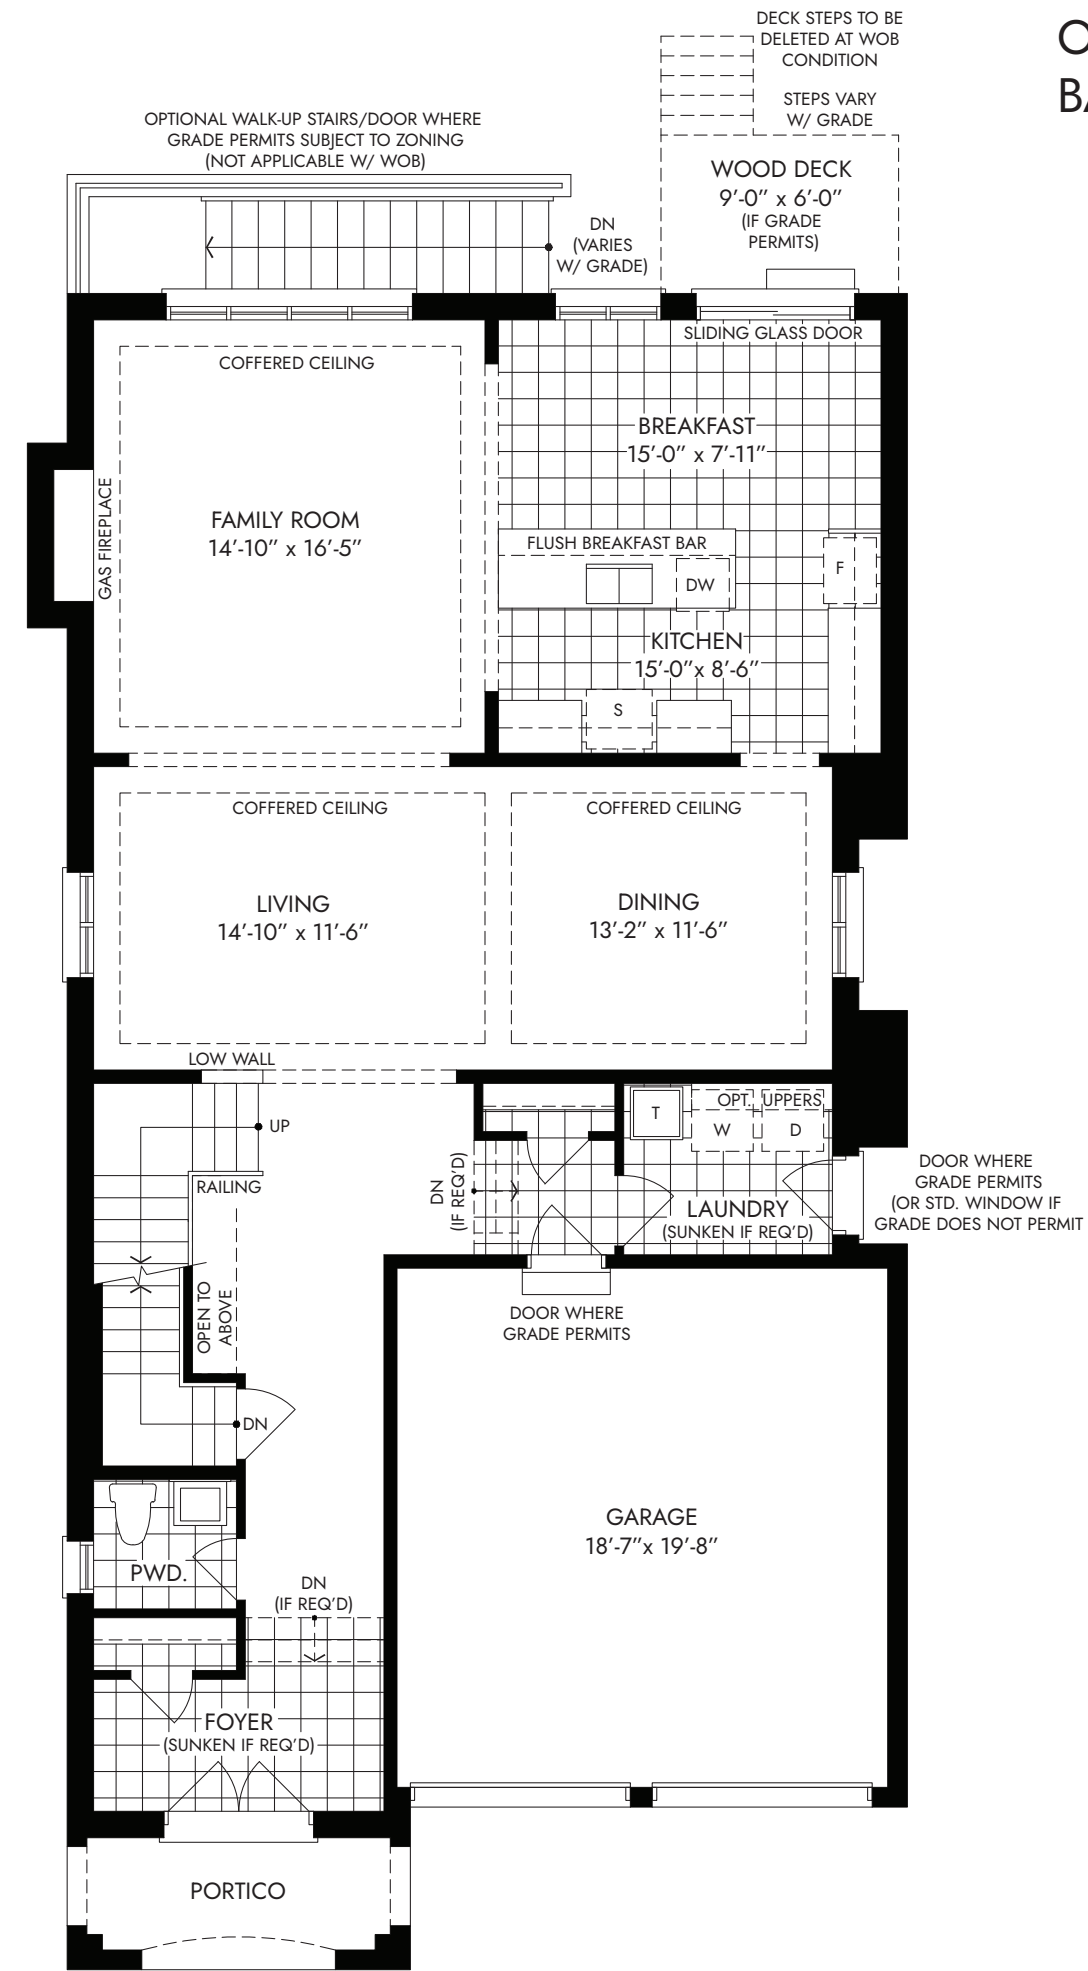 DECK STEPS TO BE
DELETED AT WOB
CONDITION
O
BA
STEPS VARY
W/ GRADE
OPTIONAL WALK-UP STAIRS/DOOR WHERE
GRADE PERMITS SUBJECT TO ZONING
(NOT APPLICABLE W/ WOB)
WOOD DECK
9'-0" x 6'-0"
(IF GRADE
PERMITS)
DN
(VARIES
W/ GRADE)
SLIDING GLASS DOOR
COFFERED CEILING
BREAKFAST
15'-0" x 7'-11"
GAS FIREPLACE
FAMILY ROOM
14'-10" x 16'-5"
FLUSH BREAKFAST BAR
DW
F
KITCHEN
15'-0"x 8'-6"
S
COFFERED CEILING
COFFERED CEILING
LIVING
14'-10" x 11'-6"
DINING
13'-2" x 11'-6"
LOW WALL
UP
RAILING
OPEN TO
ABOVE
DN
DN
(IF REQ'D)
T
OPT. UPPERS
W
D
LAUNDRY
(SUNKEN IF REQ'D)
DOOR WHERE
GRADE PERMITS
(OR STD. WINDOW IF
GRADE DOES NOT PERMIT
DOOR WHERE
GRADE PERMITS
GARAGE
18'-7"x 19'-8"
PWD.
DN
(IF REQ'D)
FOYER
(SUNKEN IF REQ'D)
PORTICO